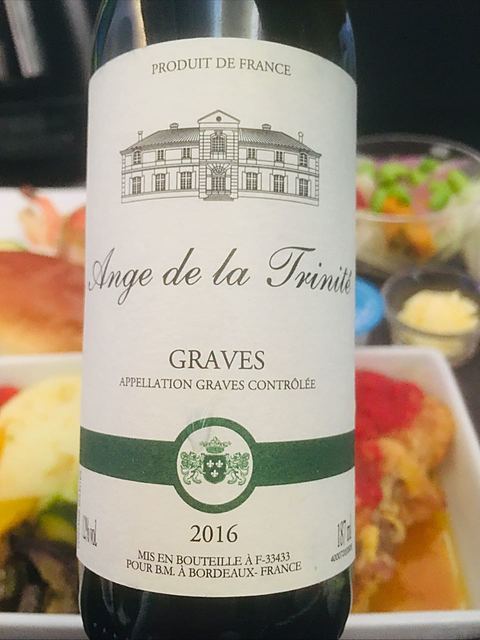 PRODUIT DE FRANCE
Ange de la Trinité
GRAVES
APPELLATION GRAVES CONTRÔLÉE
2016
187 ml
MIS EN BOUTEILLE À F-33433
POUR B.M. À BORDEAUX- FRANCE